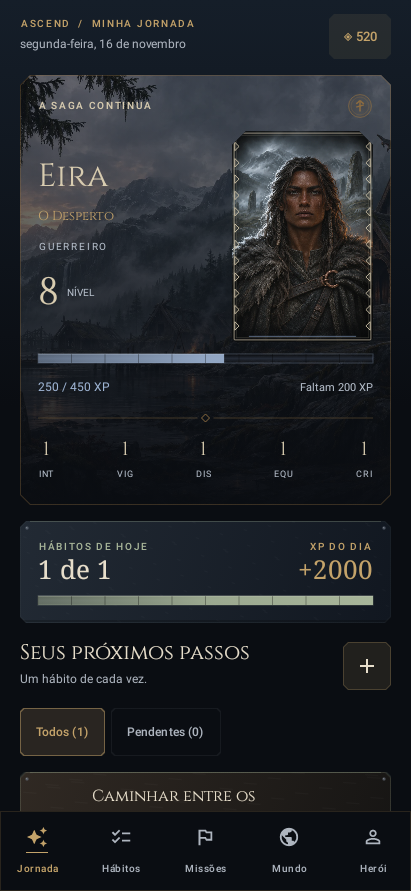 ASCEND / MINHA JORNADA
segunda-feira, 16 de novembro
520
A SAGA CONTINUA
Eira
O Desperto
GUERREIRO
8 NÍVEL
250 / 450 XP
Faltam 200 XP
1 1 1 1 1
INT VIG DIS EQU CRI
HÁBITOS DE HOJE
XP DO DIA
1 de 1
+2000
Seus próximos passos
Um hábito de cada vez.
+
Todos (1)
Pendentes (0)
Caminhar entre os
Jornada
Hábitos
Missões
Mundo
Herói